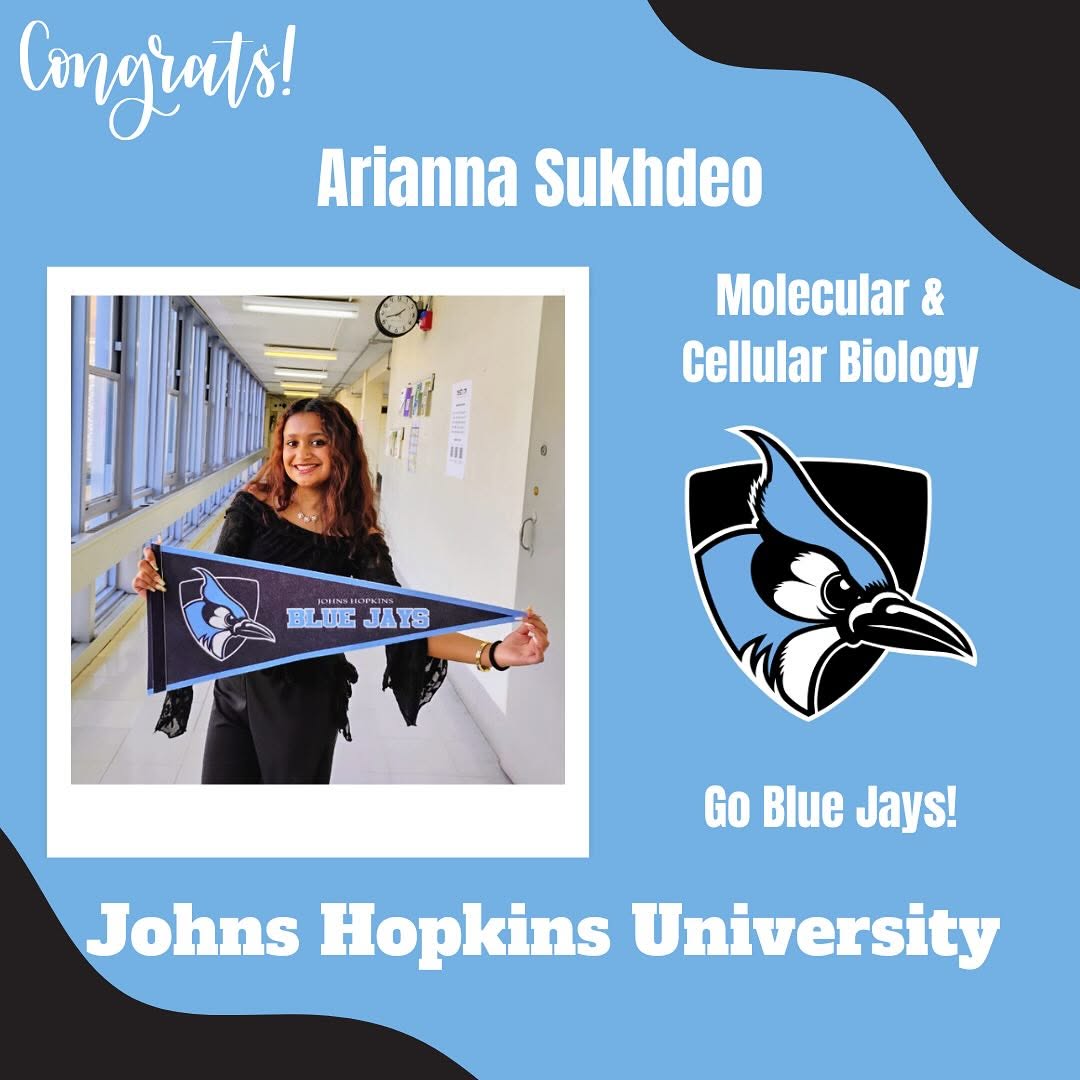 Congrats!
Arianna Sukhdeo
Molecular &
Cellular Biology
JOHNS HOPKINS
BLUE JAYS
Go Blue Jays!
Johns Hopkins University